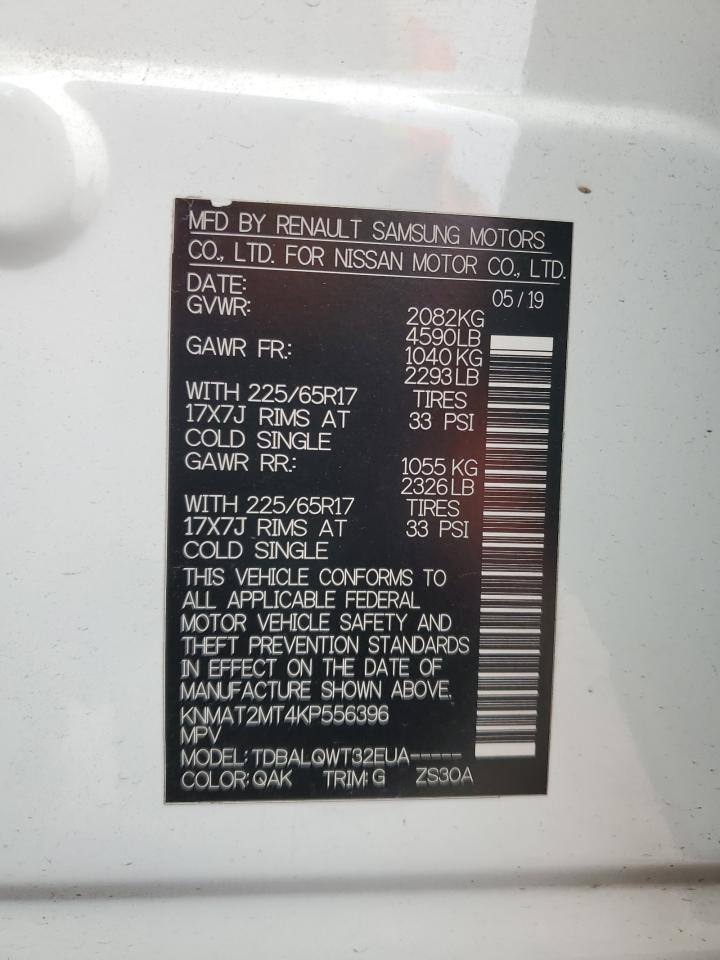 MFD BY RENAULT SAMSUNG MOTORS
CO., LTD. FOR NISSAN MOTOR CO., LTD.
DATE: 05/19
GVWR: 2082KG
4590LB
GAWR FR: 1040KG
2293LB
WITH 225/65R17 TIRES
17X7J RIMS AT 33 PSI
COLD SINGLE
GAWR RR: 1055 KG
2326LB
WITH 225/65R17 TIRES
17X7J RIMS AT 33 PSI
COLD SINGLE
THIS VEHICLE CONFORMS TO
ALL APPLICABLE FEDERAL
MOTOR VEHICLE SAFETY AND
THEFT PREVENTION STANDARDS
IN EFFECT ON THE DATE OF
MANUFACTURE SHOWN ABOVE.
KNMAT2MT4KP556396
MPV
MODEL: TDBALQWT32EUA-----
COLOR: QAK TRIM: G ZS30A